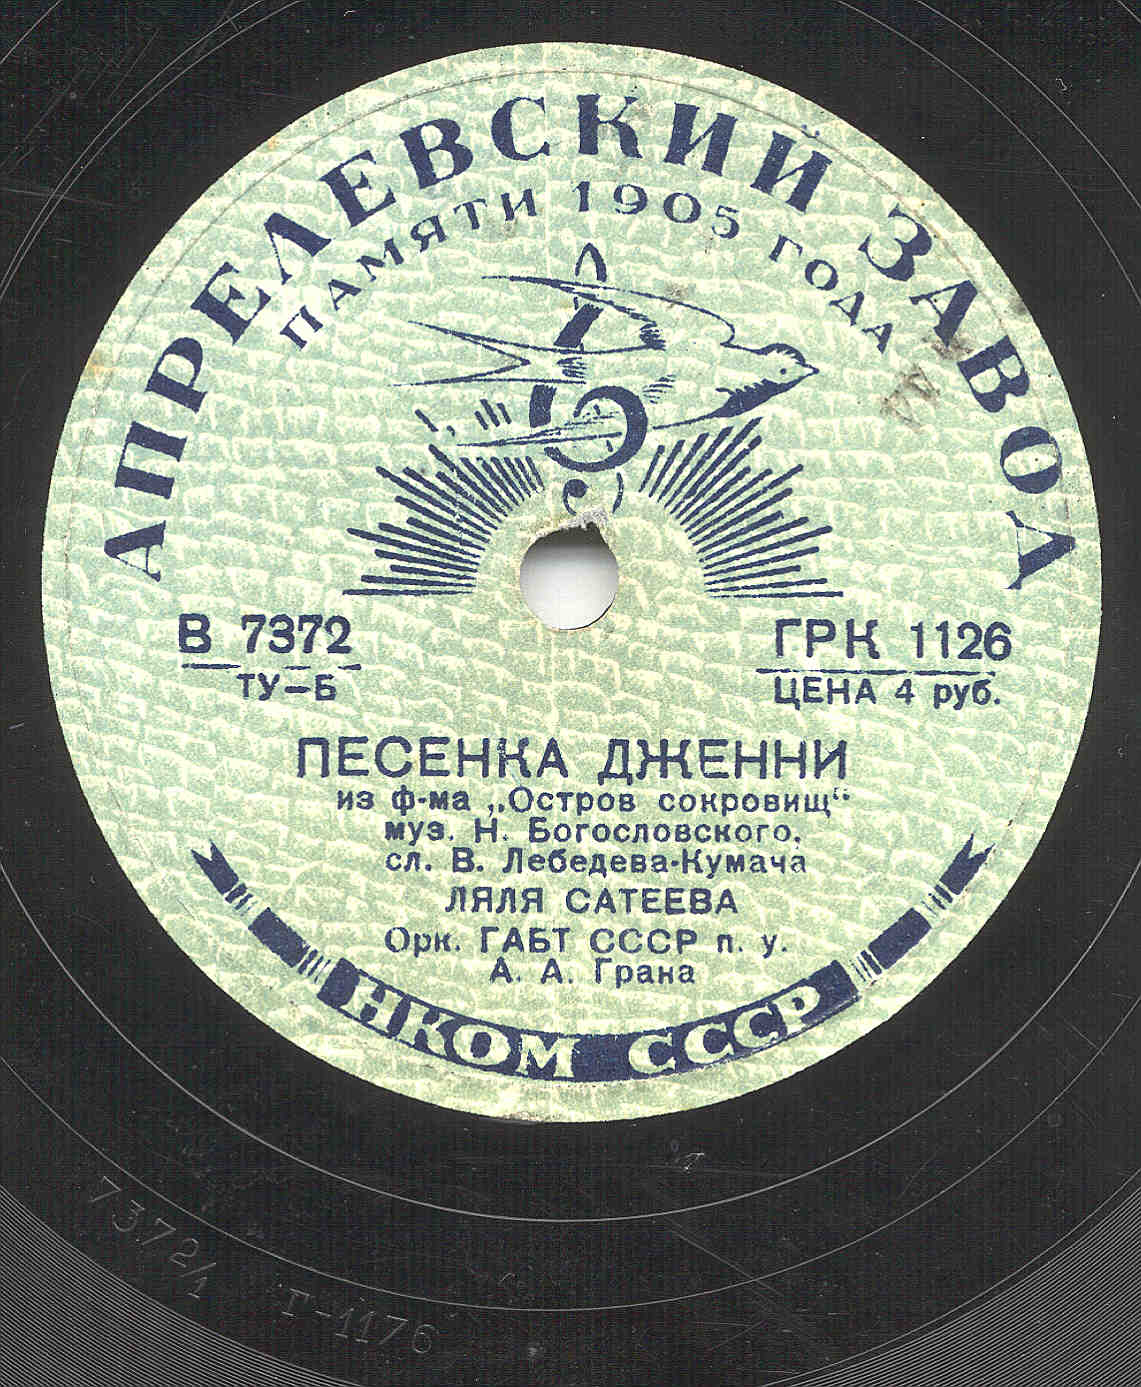 АПРЕЛЕВСКИЙ ЗАВОД
ПАМЯТИ 1905 ГОДА
В 7372
ТУ–Б
ГРК 1126
ЦЕНА 4 руб.
ПЕСЕНКА ДЖЕННИ
из ф-ма „Остров сокровищ“
муз. Н. Богословского.
сл. В. Лебедева-Кумача
ЛЯЛЯ САТЕЕВА
Орк. ГАБТ СССР п. у.
А. А. Грана
НКОМ СССР
7372/1 Г-1176